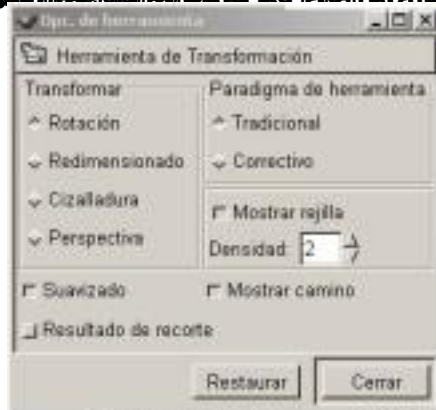 Opc. de herramienta
Herramienta de Transformación
Transformar
Rotación
Redimensionado
Cizalladura
Perspectiva
Paradigma de herramienta
Tradicional
Correctivo
Mostrar rejilla
Densidad: 2
Suavizado
Mostrar camino
Resultado de recorte
Restaurar
Cerrar